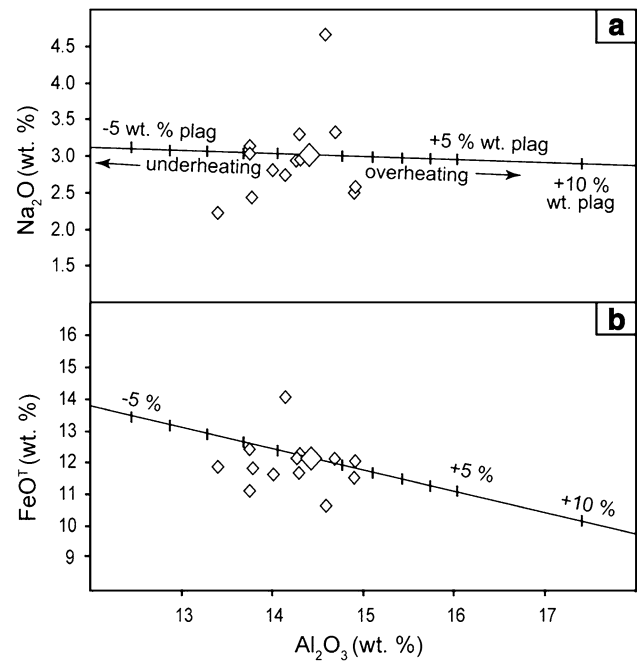 a
4.5
4.0
3.5
3.0
2.5
2.0
1.5
Na₂O (wt. %)
-5 wt. % plag
+5 % wt. plag
underheating
overheating
+10 %
wt. plag
b
16
15
14
13
12
11
10
9
FeOᵀ (wt. %)
-5 %
+5 %
+10 %
13 14 15 16 17
Al₂O₃ (wt. %)